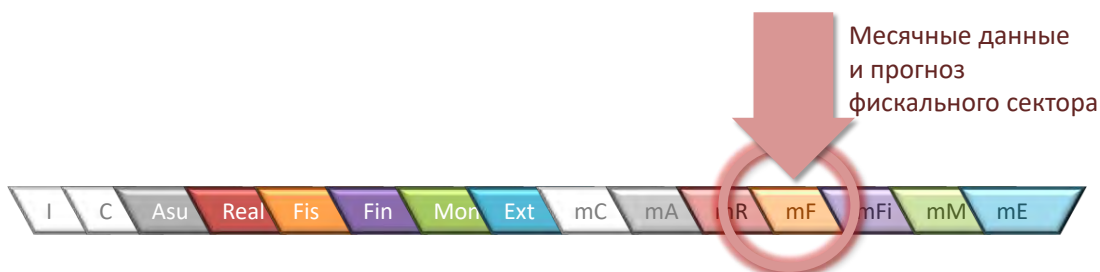 Месячные данные
и прогноз
фискального сектора
I C Asu Real Fis Fin Mon Ext mC mA mR mF mFi mM mE